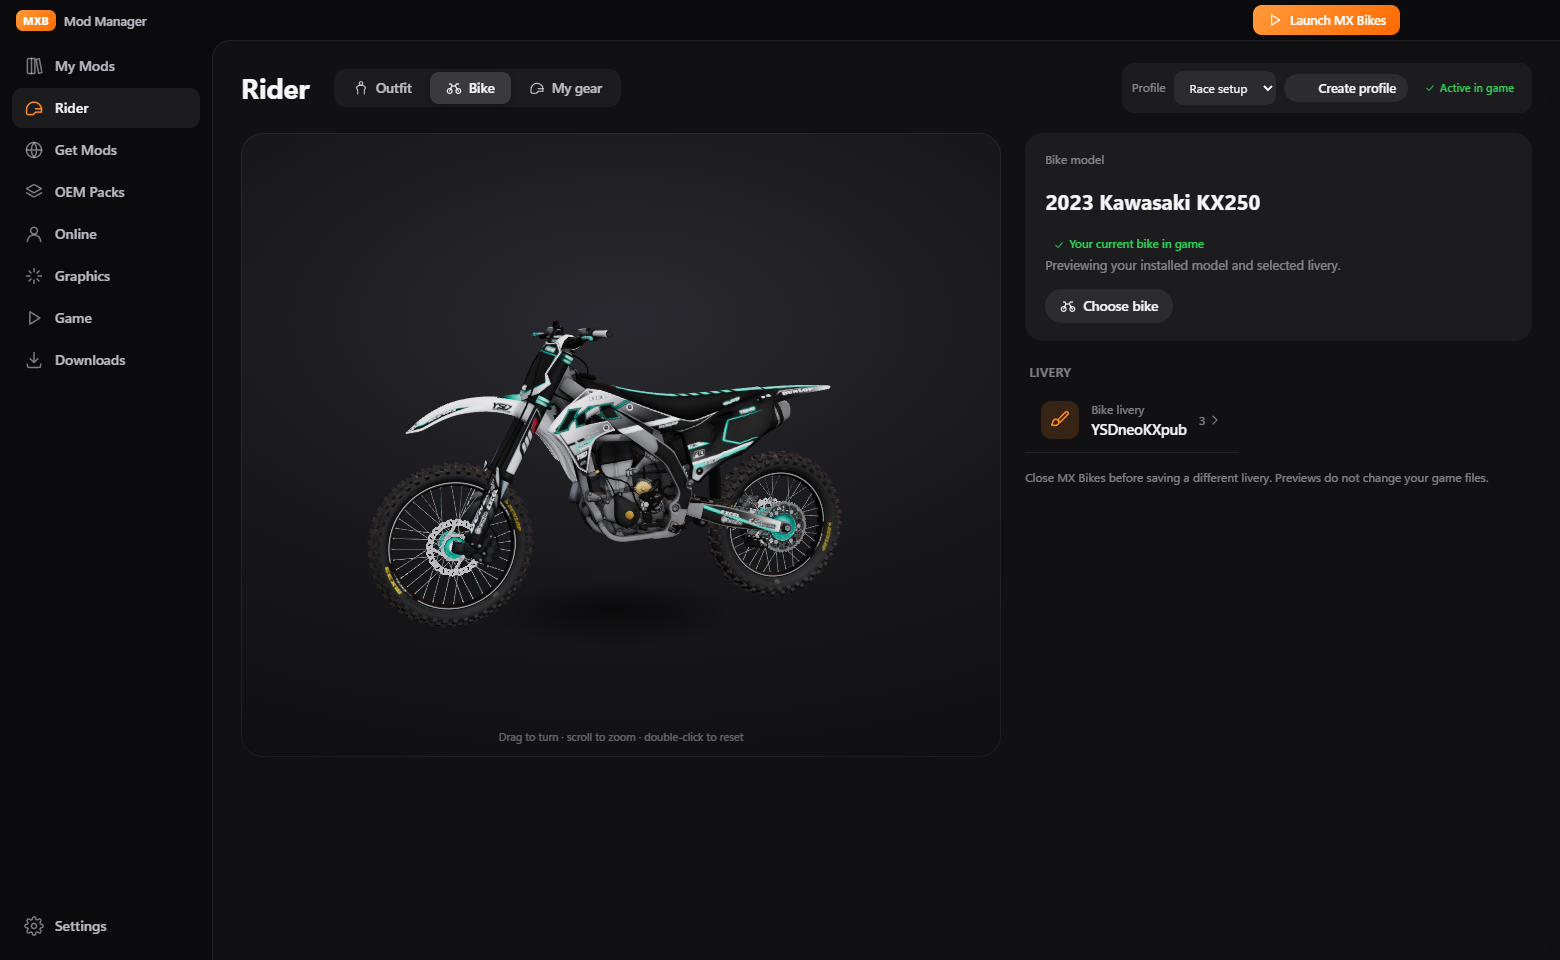 MXB Mod Manager
Launch MX Bikes
My Mods
Rider
Get Mods
OEM Packs
Online
Graphics
Game
Downloads
Settings
Rider
Outfit
Bike
My gear
Profile
Race setup
Create profile
Active in game
YSD
DUNLOP
Drag to turn · scroll to zoom · double-click to reset
Bike model
2023 Kawasaki KX250
Your current bike in game
Previewing your installed model and selected livery.
Choose bike
LIVERY
Bike livery
YSDneoKXpub
3
Close MX Bikes before saving a different livery. Previews do not change your game files.